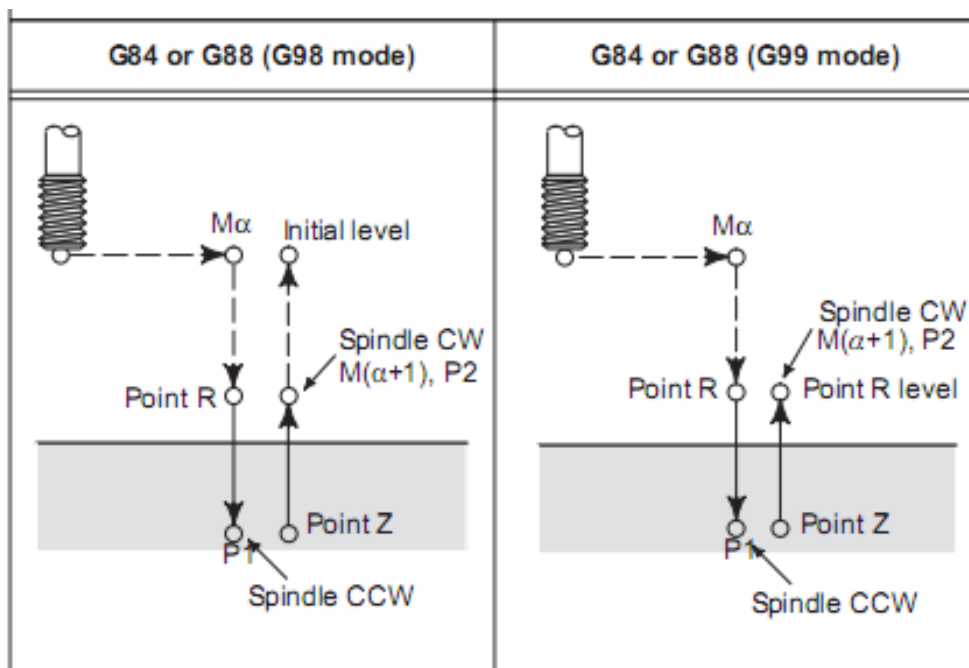 G84 or G88 (G98 mode)
Mα
Initial level
Spindle CW
M(α+1), P2
Point R
Point Z
P1
Spindle CCW
G84 or G88 (G99 mode)
Mα
Spindle CW
M(α+1), P2
Point R
Point R level
Point Z
P1
Spindle CCW